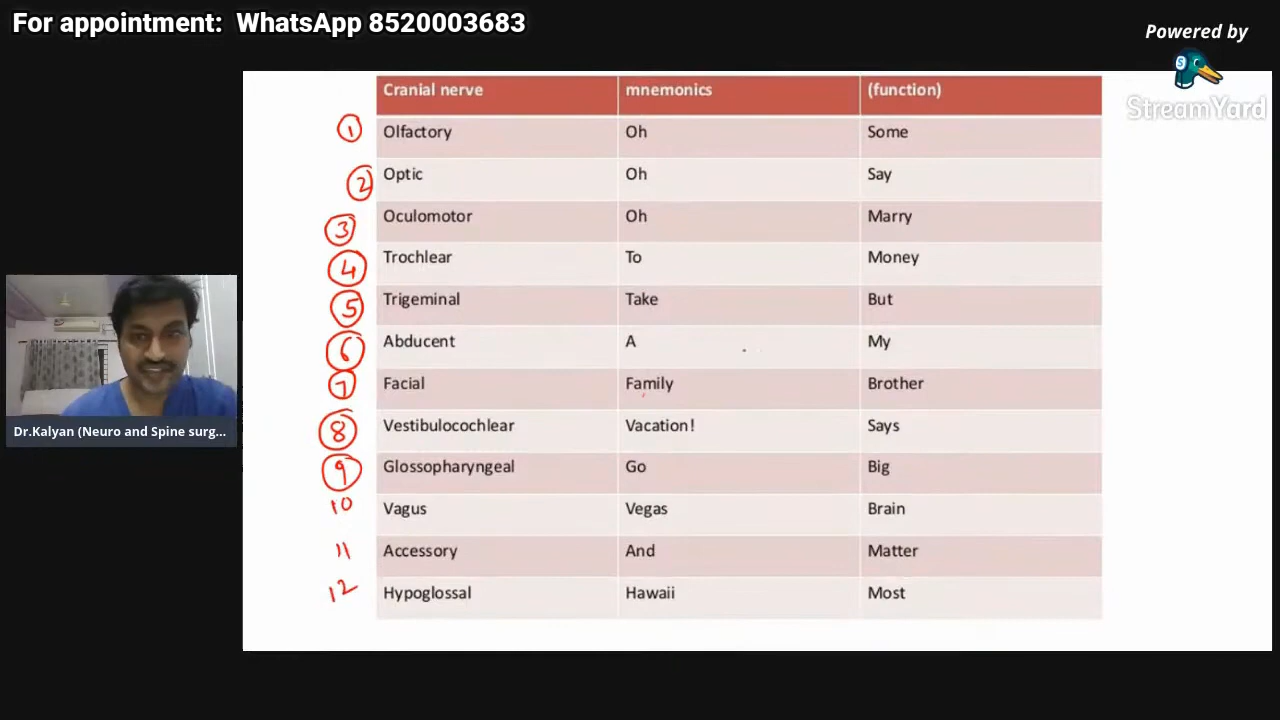 For appointment: WhatsApp 8520003683
Powered by
StreamYard
Cranial nerve mnemonics (function)
1 Olfactory Oh Some
2 Optic Oh Say
3 Oculomotor Oh Marry
4 Trochlear To Money
5 Trigeminal Take But
6 Abducent A My
7 Facial Family Brother
8 Vestibulocochlear Vacation! Says
9 Glossopharyngeal Go Big
10 Vagus Vegas Brain
11 Accessory And Matter
12 Hypoglossal Hawaii Most
Dr.Kalyan (Neuro and Spine surg...